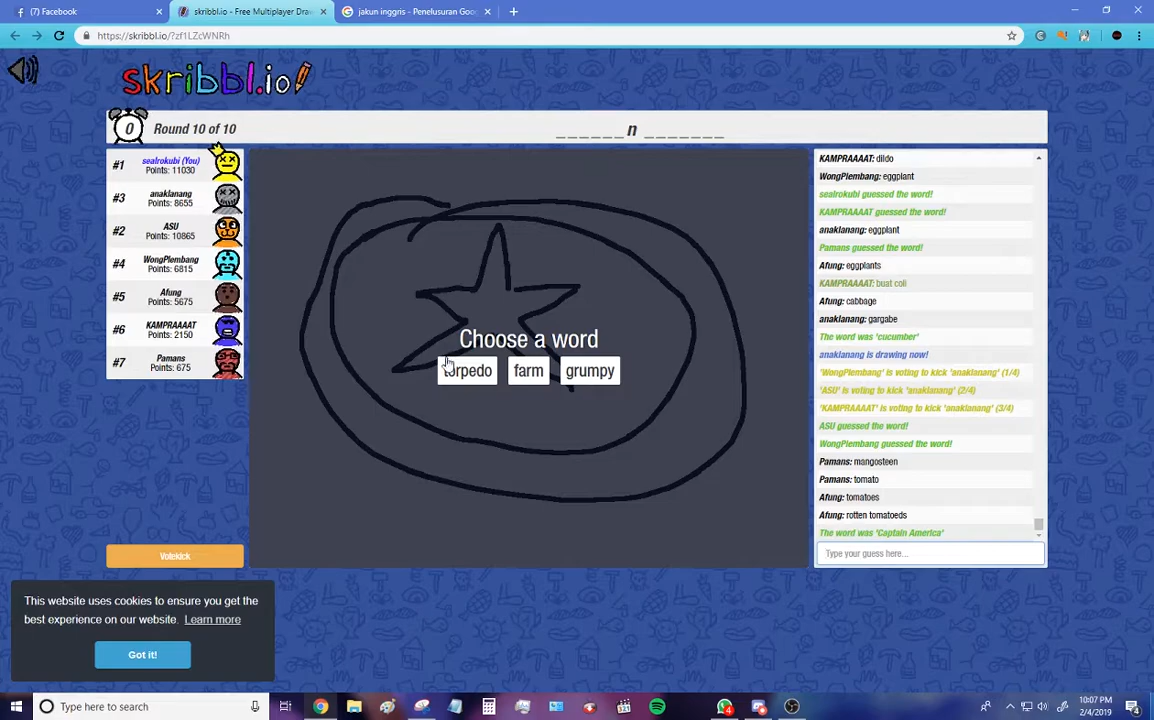 (7) Facebook
skribbl.io - Free Multiplayer Draw
jakun inggris - Penelusuran Goo
https://skribbl.io/?zf1LZcWNRh
skribbl.io
0
Round 10 of 10
_ _ _ _ _ _ n _ _ _ _ _ _ _
#1 sealrokubi (You)
Points: 11030
#3 anaklanang
Points: 8655
#2 ASU
Points: 10865
#4 WongPlembang
Points: 6815
#5 Afung
Points: 5675
#6 KAMPRAAAAT
Points: 2150
#7 Pamans
Points: 675
Votekick
Choose a word
torpedo farm grumpy
KAMPRAAAAT: dildo
WongPlembang: eggplant
sealrokubi guessed the word!
KAMPRAAAAT guessed the word!
anaklanang: eggplant
Pamans guessed the word!
Afung: eggplants
KAMPRAAAAT: buat coli
Afung: cabbage
anaklanang: gargabe
The word was 'cucumber'
anaklanang is drawing now!
'WongPlembang' is voting to kick 'anaklanang' (1/4)
'ASU' is voting to kick 'anaklanang' (2/4)
'KAMPRAAAAT' is voting to kick 'anaklanang' (3/4)
ASU guessed the word!
WongPlembang guessed the word!
Pamans: mangosteen
Pamans: tomato
Afung: tomatoes
Afung: rotten tomatoeds
The word was 'Captain America'
Type your guess here...
This website uses cookies to ensure you get the
best experience on our website. Learn more
Got it!
Type here to search
10:07 PM
2/4/2019